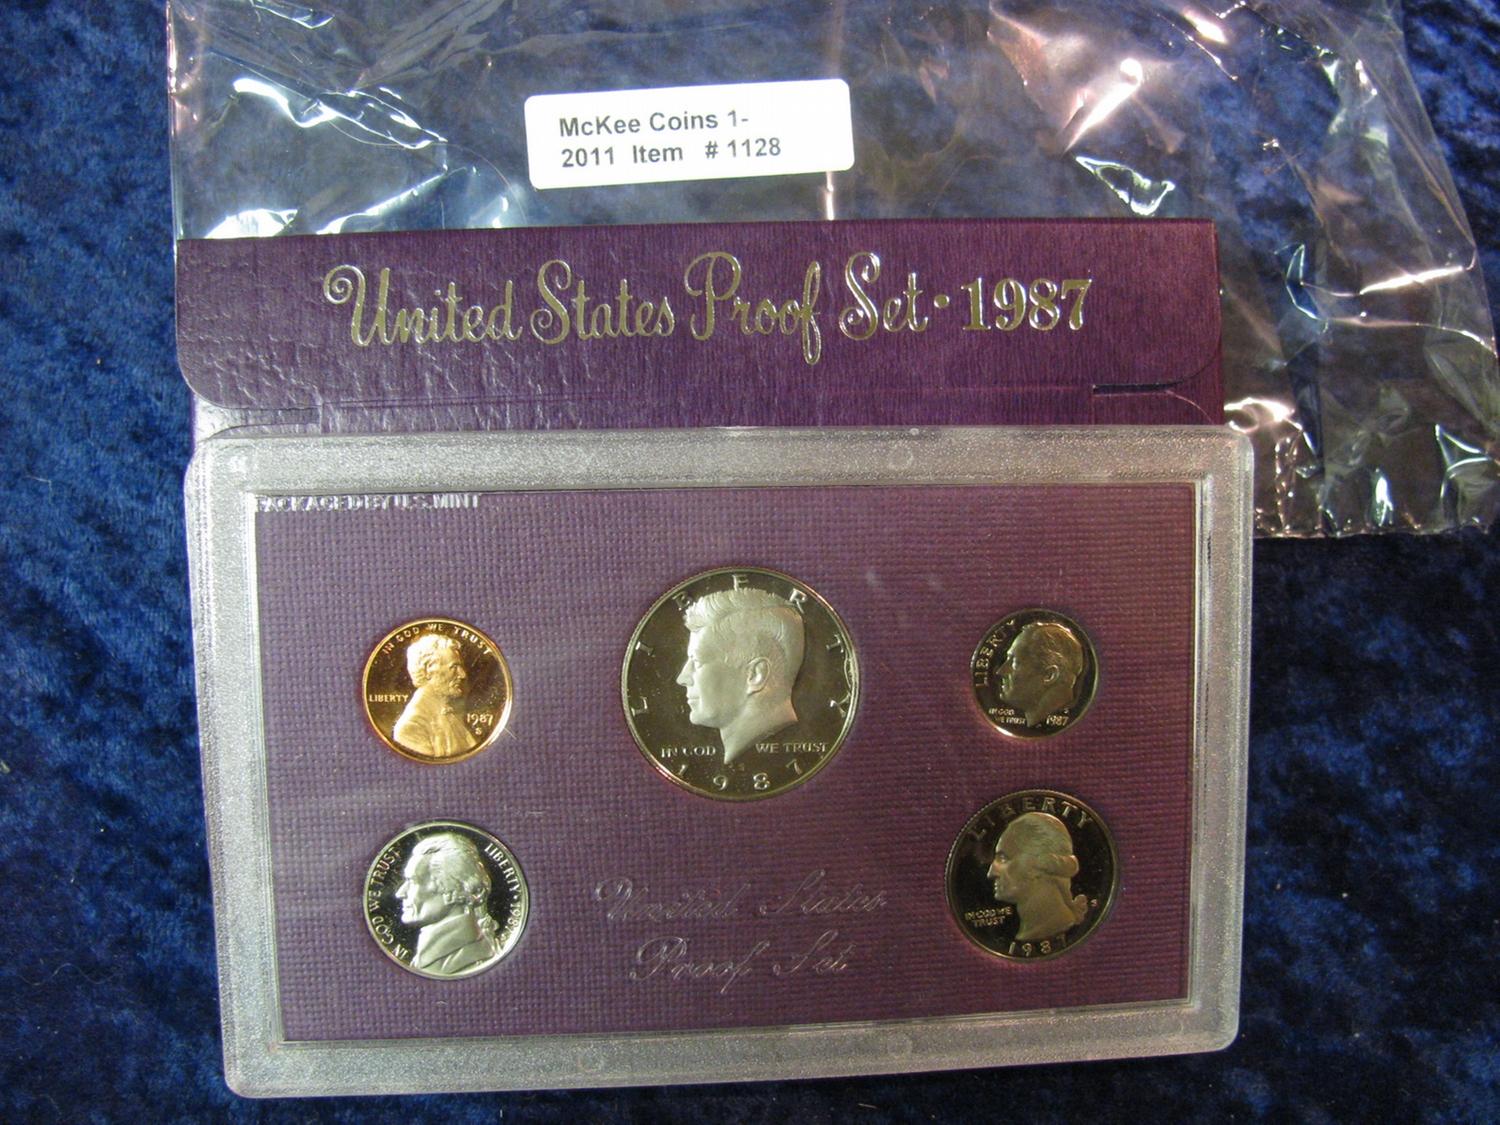 McKee Coins 1-
2011 Item # 1128
United States Proof Set • 1987
PACKAGED BY U.S. MINT
IN GOD WE TRUST
LIBERTY
1987
S
LIBERTY
IN GOD WE TRUST
1987
LIBERTY
IN GOD
WE TRUST
S
1987
IN GOD WE TRUST
LIBERTY • 1987
LIBERTY
IN GOD WE
TRUST
S
1987
United States
Proof Set